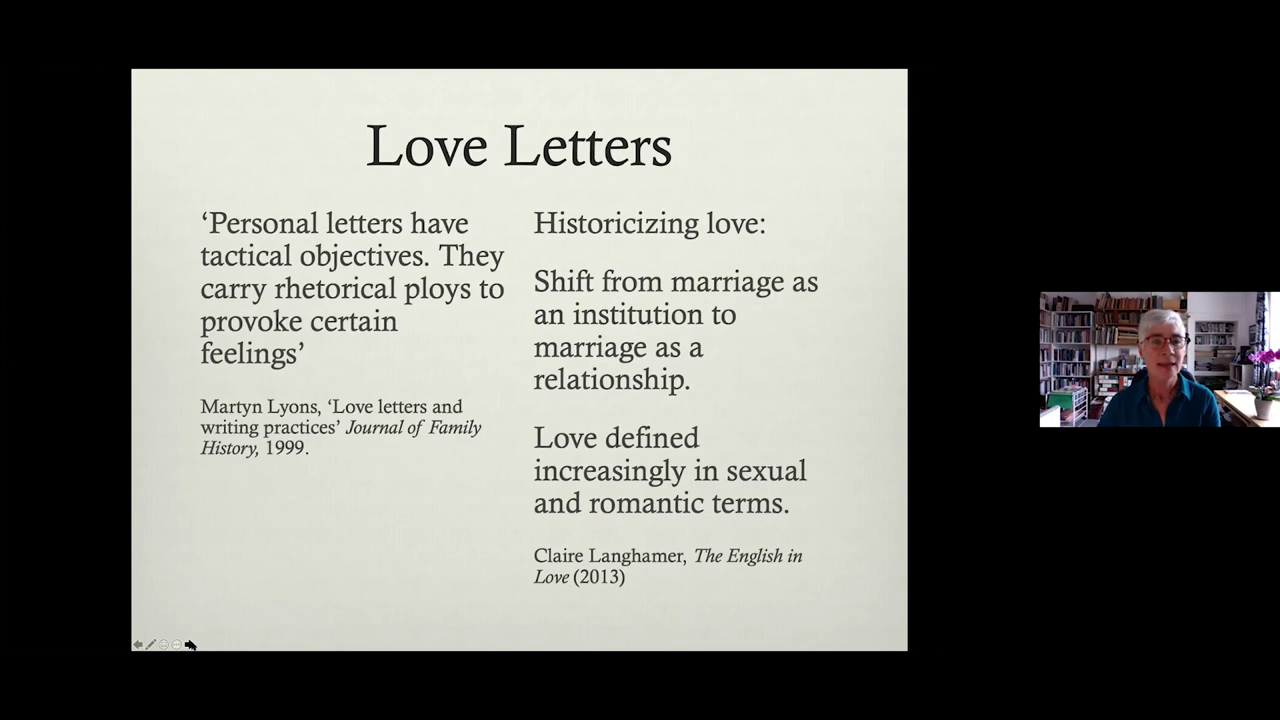 Love Letters
‘Personal letters have
tactical objectives. They
carry rhetorical ploys to
provoke certain
feelings’
Martyn Lyons, ‘Love letters and
writing practices’ Journal of Family
History, 1999.
Historicizing love:
Shift from marriage as
an institution to
marriage as a
relationship.
Love defined
increasingly in sexual
and romantic terms.
Claire Langhamer, The English in
Love (2013)